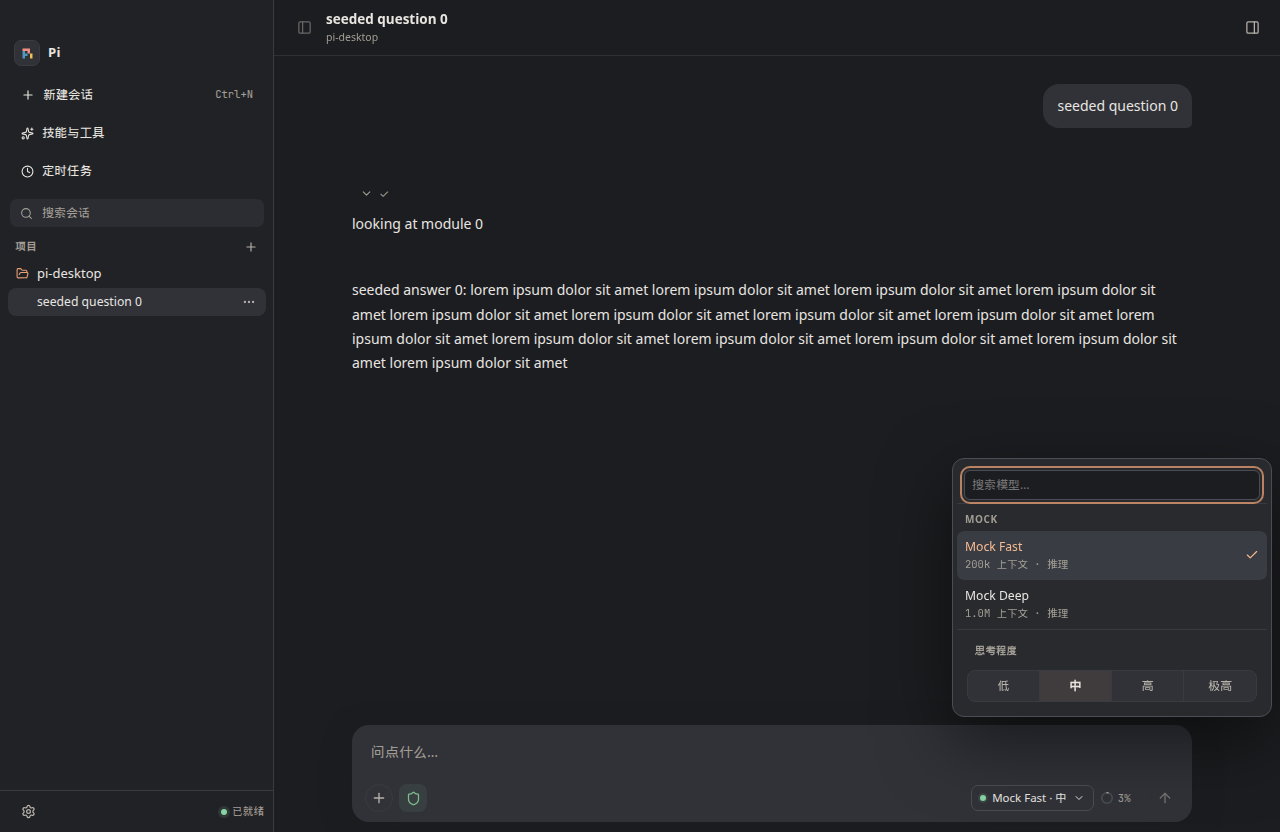 Pi
新建会话 Ctrl+N
技能与工具
定时任务
搜索会话
项目
pi-desktop
seeded question 0
已就绪
seeded question 0
pi-desktop
seeded question 0
looking at module 0
seeded answer 0: lorem ipsum dolor sit amet lorem ipsum dolor sit amet lorem ipsum dolor sit amet lorem ipsum dolor sit
amet lorem ipsum dolor sit amet lorem ipsum dolor sit amet lorem ipsum dolor sit amet lorem ipsum dolor sit amet lorem
ipsum dolor sit amet lorem ipsum dolor sit amet lorem ipsum dolor sit amet lorem ipsum dolor sit amet lorem ipsum dolor sit
amet lorem ipsum dolor sit amet
搜索模型...
MOCK
Mock Fast
200k 上下文 · 推理
Mock Deep
1.0M 上下文 · 推理
思考程度
低 中 高 极高
问点什么...
Mock Fast · 中 3%